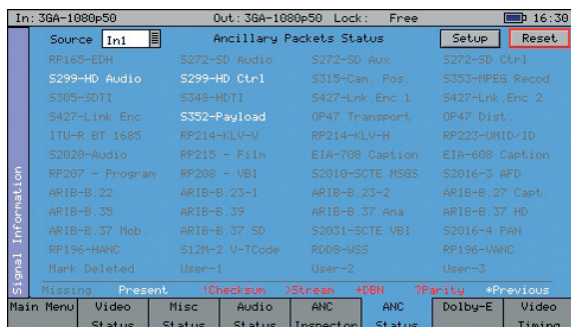 In: 3GA-1080p50 Out: 3GA-1080p50 Lock: Free 16:30
Source In1 Ancillary Packets Status Setup Reset
RP165-EDH S272-SD Audio S272-SD Aux S272-SD Ctrl
S299-HD Audio S299-HD Ctrl S315-Cam. Pos. S353-MPEG Recod
S305-SDTI S348-HDTI S427-Lnk.Enc 1 S427-Lnk.Enc 2
S427-Link Enc S352-Payload OP47 Transport OP47 Dist.
ITU-R BT 1685 RP214-KLV-V RP214-KLV-H RP223-UMID/ID
S2020-Audio RP215 - Film EIA-708 Caption EIA-608 Caption
RP207 - Program RP208 - VBI S2010-SCTE MSGS S2016-3 AFD
ARIB-B.22 ARIB-B.23-1 ARIB-B.23-2 ARIB-B.27 Capt.
ARIB-B.35 ARIB-B.39 ARIB-B.37 Ana ARIB-B.37 HD
ARIB-B.37 Mob. ARIB-B.37 SD S2031-SCTE VBI S2016-4 PAN
RP196-HANC S12M-2 V-TCode RDD8-WSS RP196-VANC
Mark Deleted User-1 User-2 User-3
Missing Present !Checksum >Stream +DBN ?Parity *Previous
Signal Information
Main Menu Video Misc Audio ANC ANC Dolby-E Video
Status Status Status Inspector Status Timing